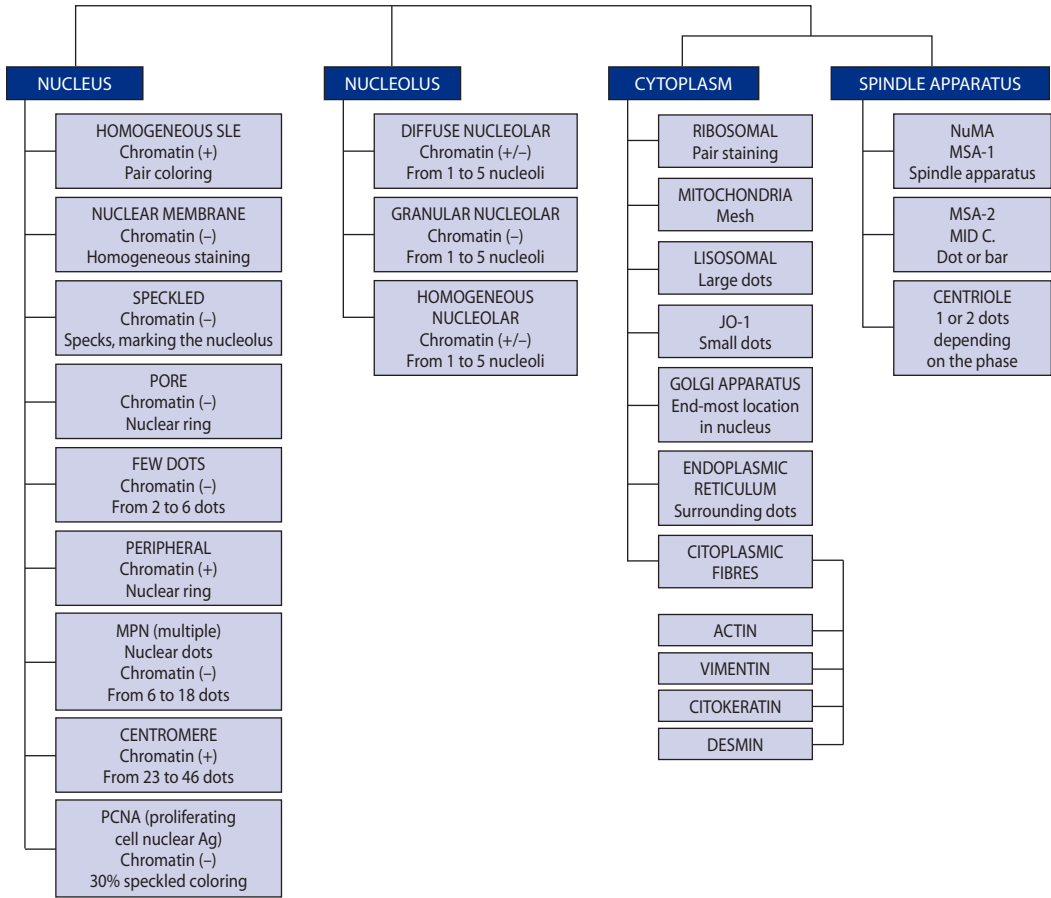 NUCLEUS
HOMOGENEOUS SLE
Chromatin (+)
Pair coloring
NUCLEAR MEMBRANE
Chromatin (–)
Homogeneous staining
SPECKLED
Chromatin (–)
Specks, marking the nucleolus
PORE
Chromatin (–)
Nuclear ring
FEW DOTS
Chromatin (–)
From 2 to 6 dots
PERIPHERAL
Chromatin (+)
Nuclear ring
MPN (multiple)
Nuclear dots
Chromatin (–)
From 6 to 18 dots
CENTROMERE
Chromatin (+)
From 23 to 46 dots
PCNA (proliferating
cell nuclear Ag)
Chromatin (–)
30% speckled coloring
NUCLEOLUS
DIFFUSE NUCLEOLAR
Chromatin (+/–)
From 1 to 5 nucleoli
GRANULAR NUCLEOLAR
Chromatin (–)
From 1 to 5 nucleoli
HOMOGENEOUS
NUCLEOLAR
Chromatin (+/–)
From 1 to 5 nucleoli
CYTOPLASM
RIBOSOMAL
Pair staining
MITOCHONDRIA
Mesh
LISOSOMAL
Large dots
JO-1
Small dots
GOLGI APPARATUS
End-most location
in nucleus
ENDOPLASMIC
RETICULUM
Surrounding dots
CITOPLASMIC
FIBRES
ACTIN
VIMENTIN
CITOKERATIN
DESMIN
SPINDLE APPARATUS
NuMA
MSA-1
Spindle apparatus
MSA-2
MID C.
Dot or bar
CENTRIOLE
1 or 2 dots
depending
on the phase